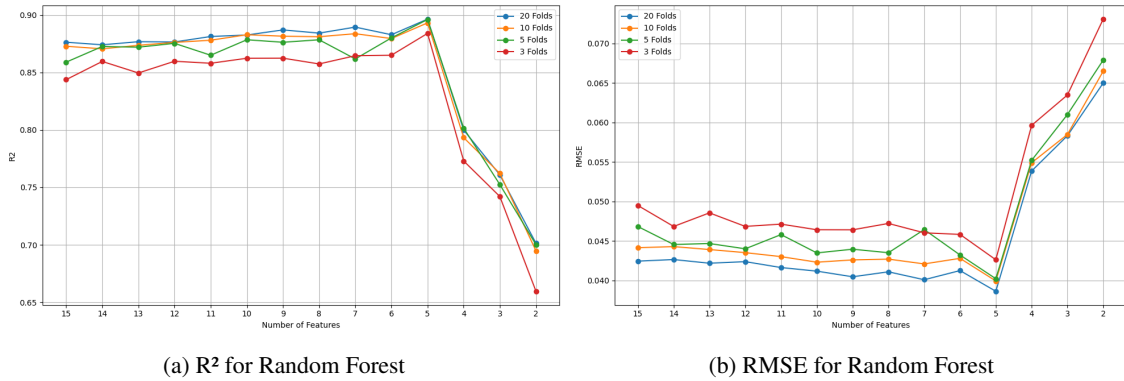 0.90
0.85
0.80
0.75
0.70
0.65
R2
20 Folds
10 Folds
5 Folds
3 Folds
15 14 13 12 11 10 9 8 7 6 5 4 3 2
Number of Features
(a) R² for Random Forest
0.070
0.065
0.060
0.055
0.050
0.045
0.040
RMSE
20 Folds
10 Folds
5 Folds
3 Folds
15 14 13 12 11 10 9 8 7 6 5 4 3 2
Number of Features
(b) RMSE for Random Forest